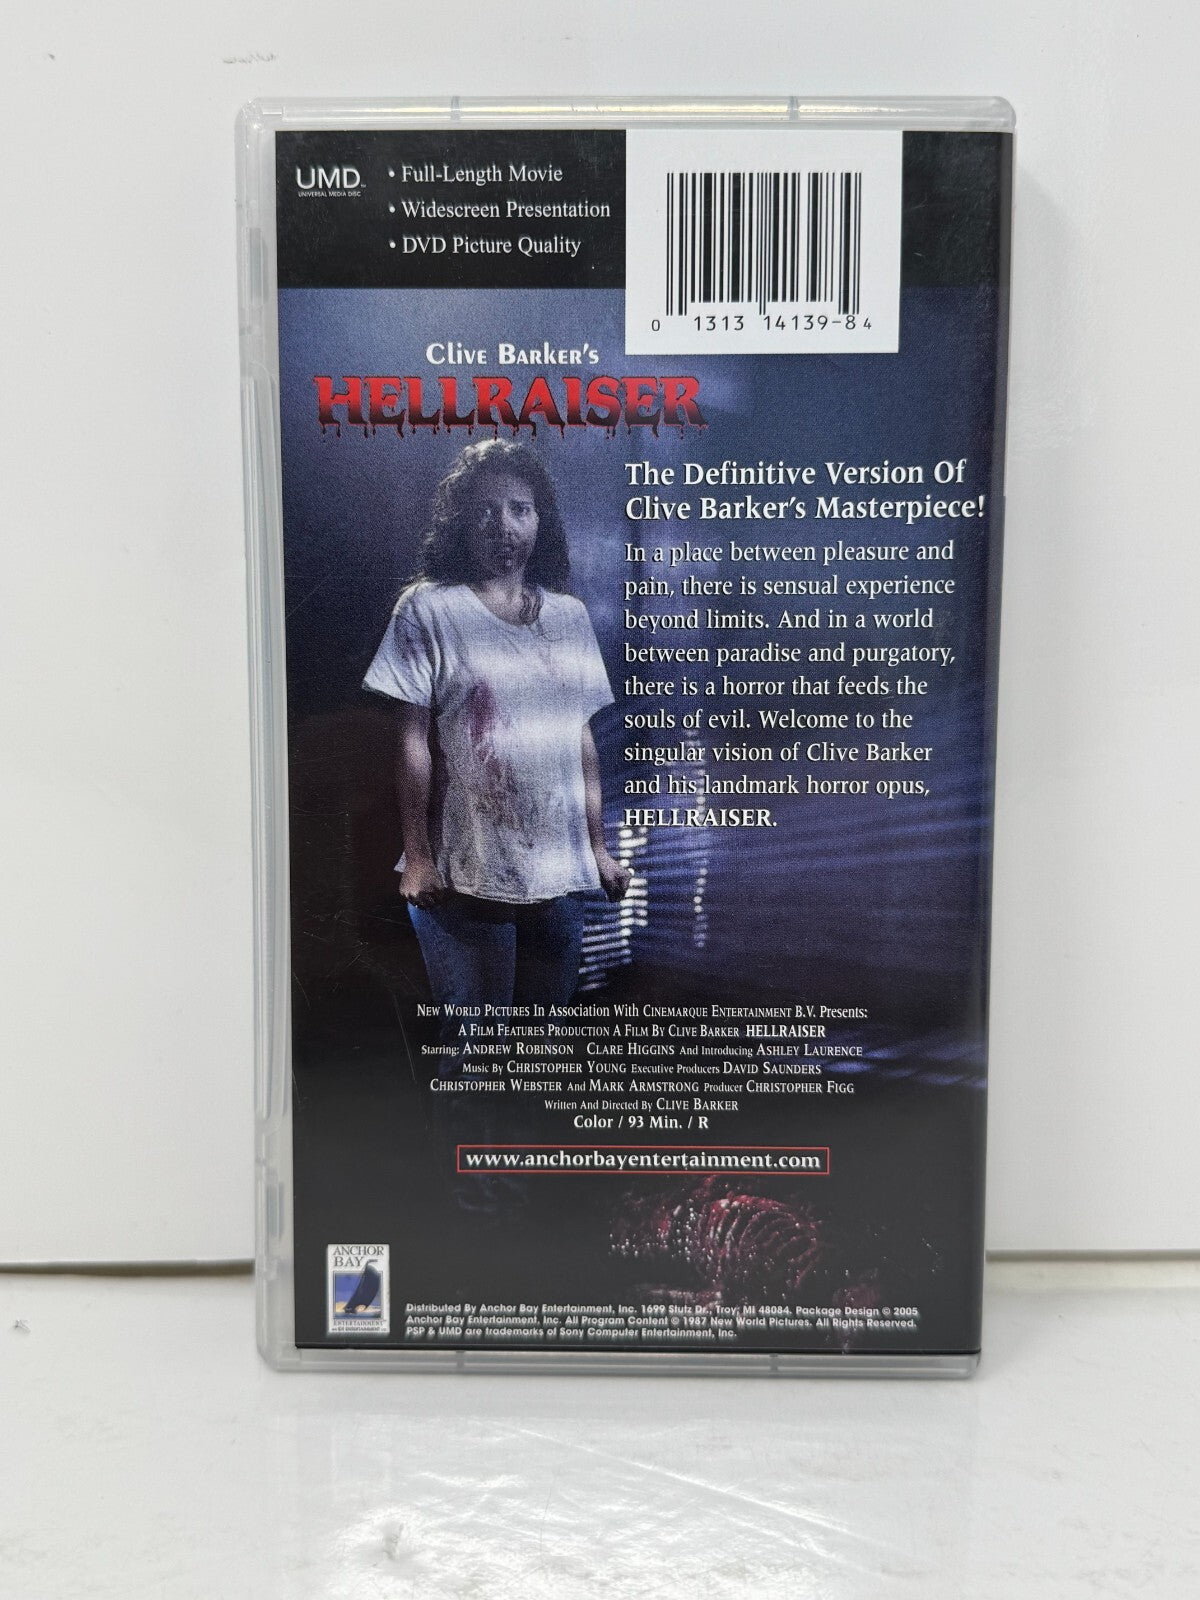 UMD™
UNIVERSAL MEDIA DISC
• Full-Length Movie
• Widescreen Presentation
• DVD Picture Quality
0 1313 14139-8 4
Clive Barker's
HELLRAISER
The Definitive Version Of
Clive Barker's Masterpiece!
In a place between pleasure and
pain, there is sensual experience
beyond limits. And in a world
between paradise and purgatory,
there is a horror that feeds the
souls of evil. Welcome to the
singular vision of Clive Barker
and his landmark horror opus,
HELLRAISER.
New World Pictures In Association With Cinemarque Entertainment B.V. Presents:
A Film Features Production A Film By Clive Barker HELLRAISER
Starring: Andrew Robinson Clare Higgins And Introducing Ashley Laurence
Music By Christopher Young Executive Producers David Saunders
Christopher Webster and Mark Armstrong Producer Christopher Figg
Written And Directed By Clive Barker
Color / 93 Min. / R
www.anchorbayentertainment.com
ANCHOR
BAY
ENTERTAINMENT
Distributed By Anchor Bay Entertainment, Inc. 1699 Stutz Dr., Troy, MI 48084. Package Design © 2005
Anchor Bay Entertainment, Inc. All Program Content © 1987 New World Pictures. All Rights Reserved.
PSP & UMD are trademarks of Sony Computer Entertainment, Inc.